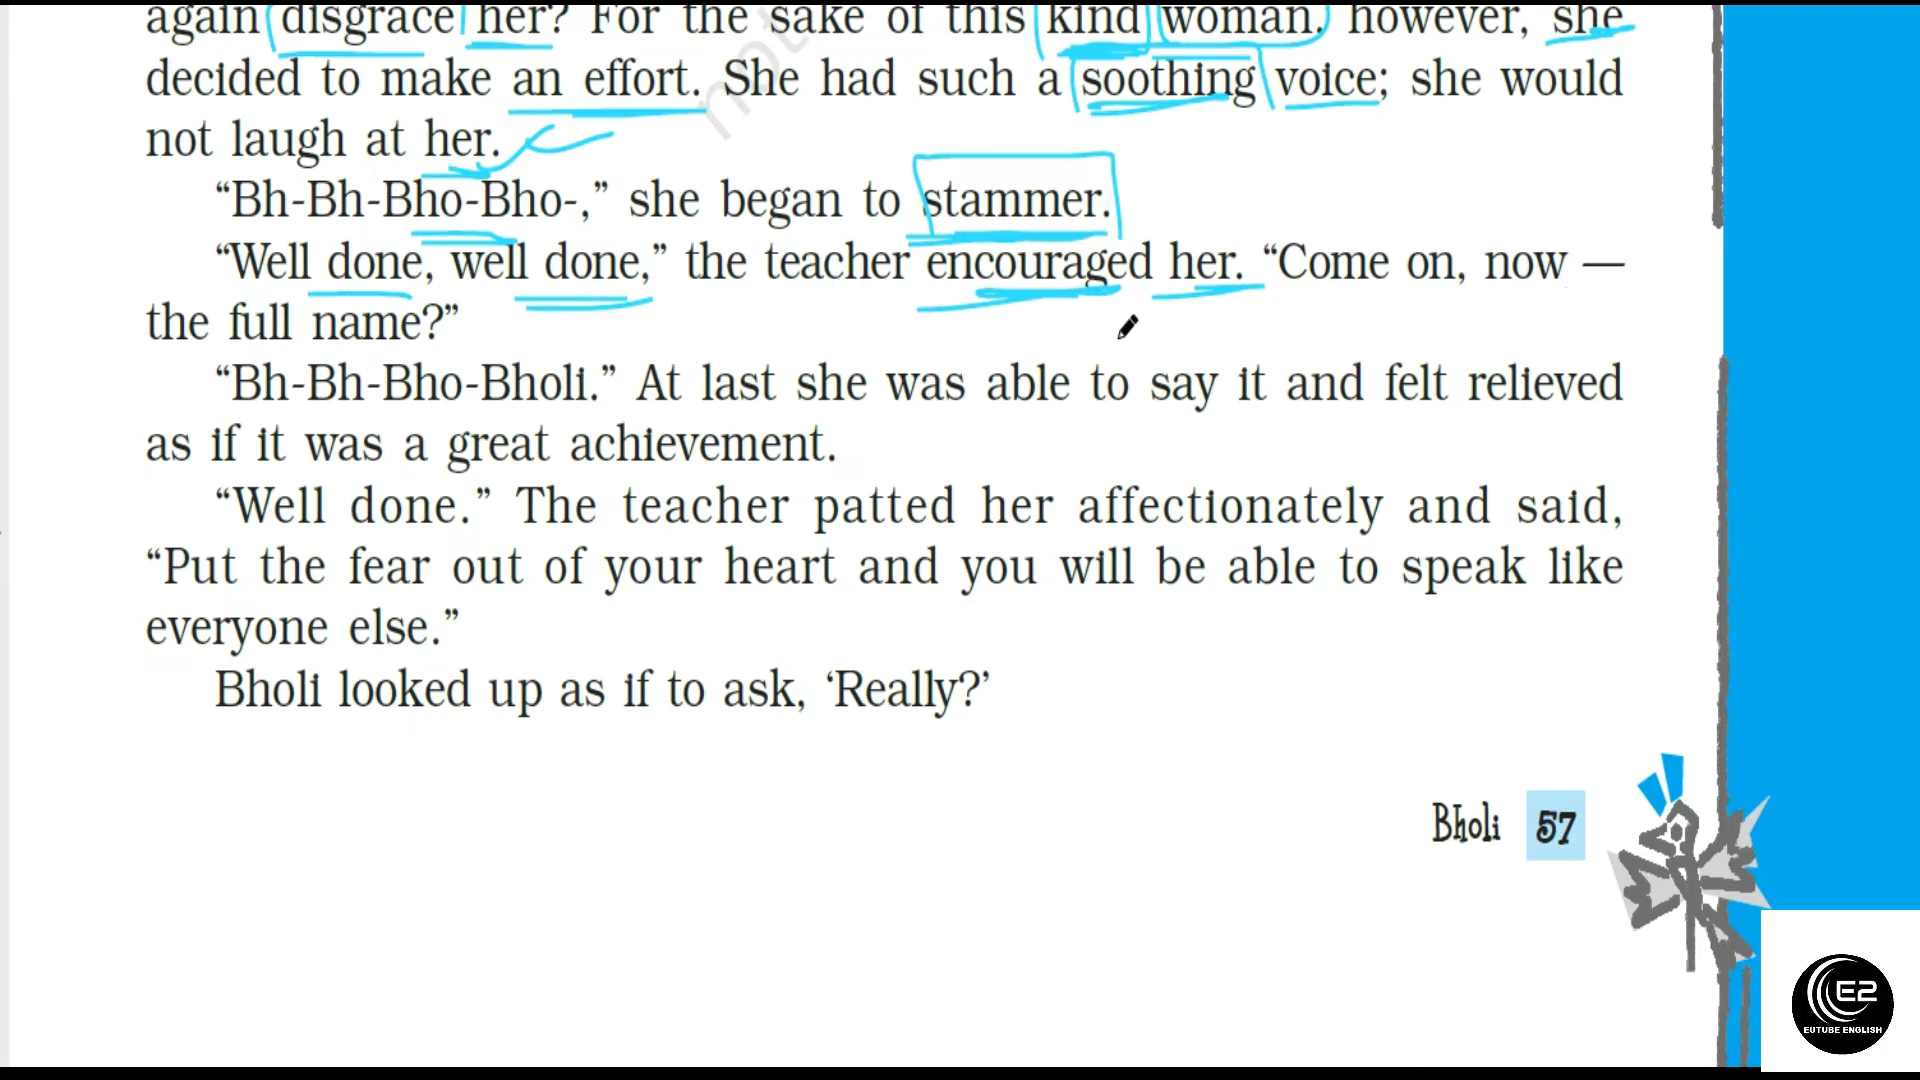 again disgrace her? For the sake of this kind woman, however, she
decided to make an effort. She had such a soothing voice; she would
not laugh at her.
“Bh-Bh-Bho-Bho-,” she began to stammer.
“Well done, well done,” the teacher encouraged her. “Come on, now —
the full name?”
“Bh-Bh-Bho-Bholi.” At last she was able to say it and felt relieved
as if it was a great achievement.
“Well done.” The teacher patted her affectionately and said,
“Put the fear out of your heart and you will be able to speak like
everyone else.”
Bholi looked up as if to ask, ‘Really?’
Bholi 57
E2
EUTUBE ENGLISH